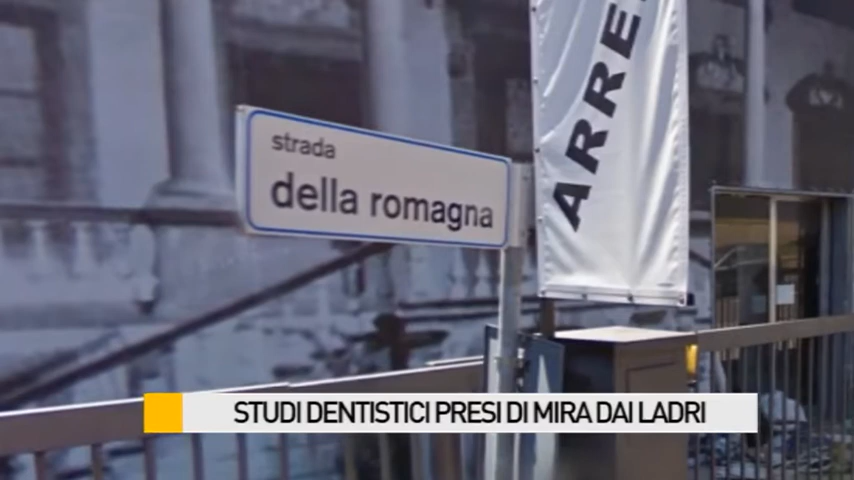 strada
della romagna
ARRE
STUDI DENTISTICI PRESI DI MIRA DAI LADRI